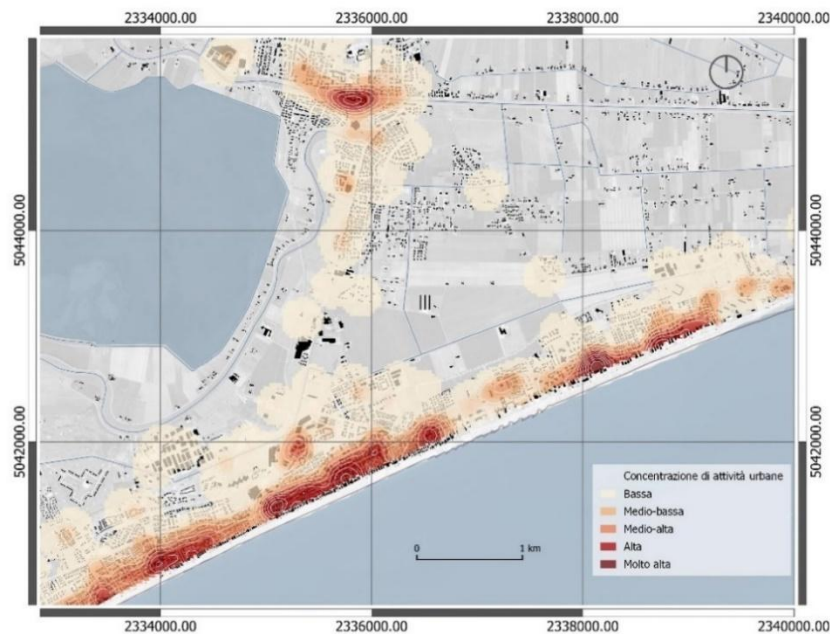 2334000.00 2336000.00 2338000.00 2340000.00
5044000.00 5044000.00
5042000.00 5042000.00
Concentrazione di attività urbane
Bassa
Medio-bassa
Medio-alta
Alta
Molto alta
0 1 km
2334000.00 2336000.00 2338000.00 2340000.00